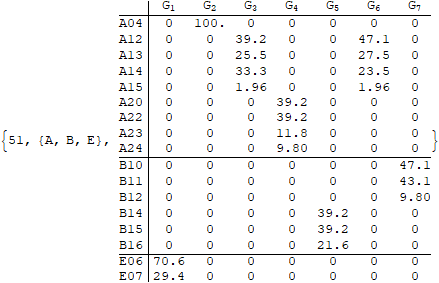 G1 G2 G3 G4 G5 G6 G7
A04 0 100. 0 0 0 0 0
A12 0 0 39.2 0 0 47.1 0
A13 0 0 25.5 0 0 27.5 0
A14 0 0 33.3 0 0 23.5 0
A15 0 0 1.96 0 0 1.96 0
A20 0 0 0 39.2 0 0 0
A22 0 0 0 39.2 0 0 0
A23 0 0 0 11.8 0 0 0
{51, {A, B, E}, }
A24 0 0 0 9.80 0 0 0
B10 0 0 0 0 0 0 47.1
B11 0 0 0 0 0 0 43.1
B12 0 0 0 0 0 0 9.80
B14 0 0 0 0 39.2 0 0
B15 0 0 0 0 39.2 0 0
B16 0 0 0 0 21.6 0 0
E06 70.6 0 0 0 0 0 0
E07 29.4 0 0 0 0 0 0